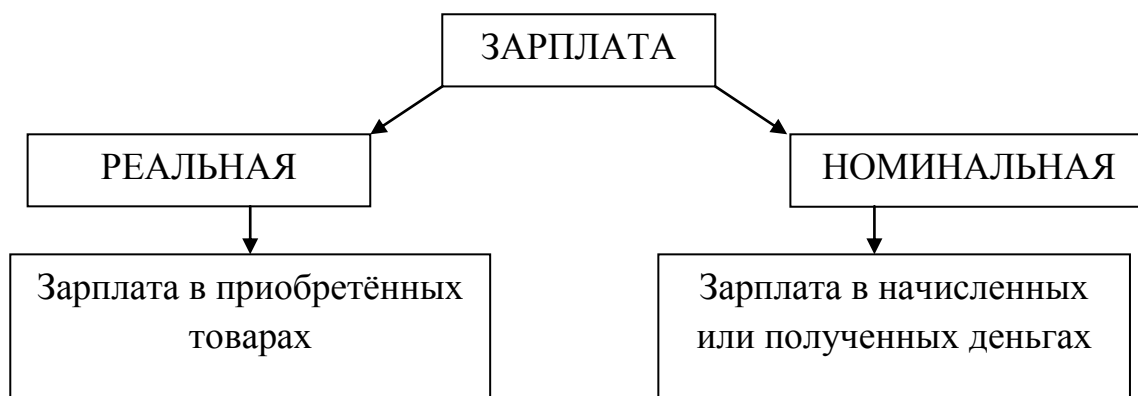 ЗАРПЛАТА
РЕАЛЬНАЯ
НОМИНАЛЬНАЯ
Зарплата в приобретённых
товарах
Зарплата в начисленных
или полученных деньгах